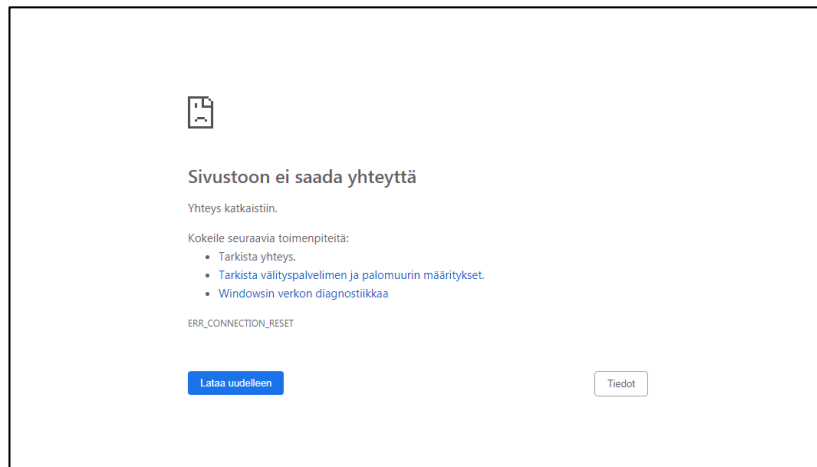 Sivustoon ei saada yhteyttä
Yhteys katkaistiin.
Kokeile seuraavia toimenpiteitä:
• Tarkista yhteys.
• Tarkista välityspalvelimen ja palomuurin määritykset.
• Windowsin verkon diagnostiikkaa
ERR_CONNECTION_RESET
Lataa uudelleen
Tiedot